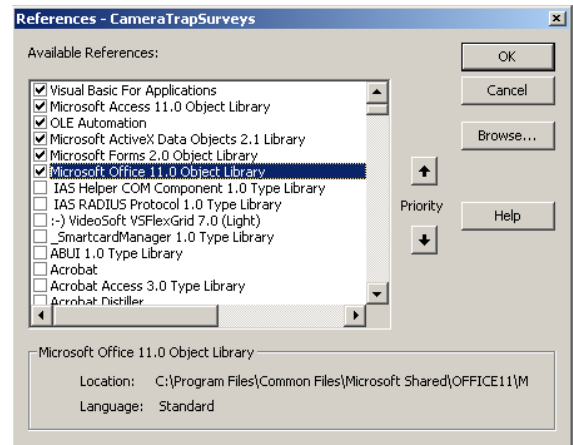 References - CameraTrapSurveys
Available References:
OK
Cancel
Browse...
Priority
Help
Visual Basic For Applications
Microsoft Access 11.0 Object Library
OLE Automation
Microsoft ActiveX Data Objects 2.1 Library
Microsoft Forms 2.0 Object Library
Microsoft Office 11.0 Object Library
IAS Helper COM Component 1.0 Type Library
IAS RADIUS Protocol 1.0 Type Library
:-) VideoSoft VSFlexGrid 7.0 (Light)
_SmartcardManager 1.0 Type Library
ABUI 1.0 Type Library
Acrobat
Acrobat Access 3.0 Type Library
Acrobat Distiller
Microsoft Office 11.0 Object Library
Location: C:\Program Files\Common Files\Microsoft Shared\OFFICE11\M
Language: Standard